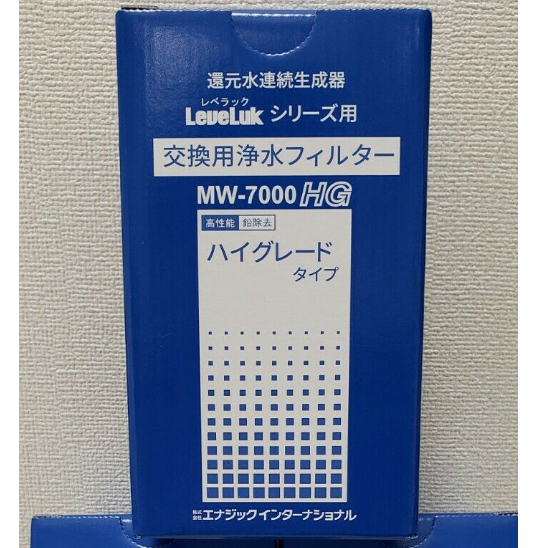 還元水連続生成器
レベラック
LeveLuk シリーズ用
交換用浄水フィルター
MW-7000 HG
高性能 鉛除去
ハイグレード
タイプ
株式会社 エナジックインターナショナル